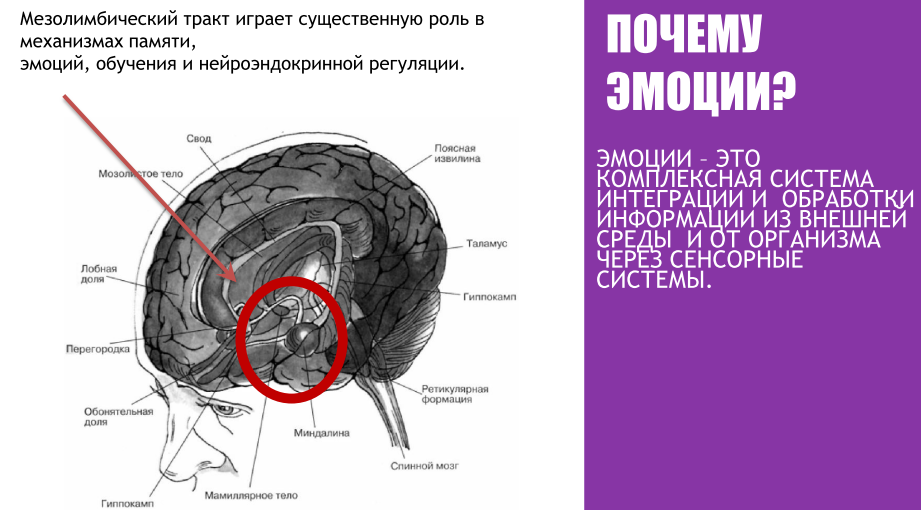 Мезолимбический тракт играет существенную роль в
механизмах памяти,
эмоций, обучения и нейроэндокринной регуляции.
ПОЧЕМУ
ЭМОЦИИ?
ЭМОЦИИ – ЭТО
КОМПЛЕКСНАЯ СИСТЕМА
ИНТЕГРАЦИИ И ОБРАБОТКИ
ИНФОРМАЦИИ ИЗ ВНЕШНЕЙ
СРЕДЫ И ОТ ОРГАНИЗМА
ЧЕРЕЗ СЕНСОРНЫЕ
СИСТЕМЫ.
Свод
Поясная
извилина
Мозолистое тело
Таламус
Лобная
доля
Гиппокамп
Перегородка
Ретикулярная
формация
Обонятельная
доля
Миндалина
Спинной мозг
Мамиллярное тело
Гиппокамп